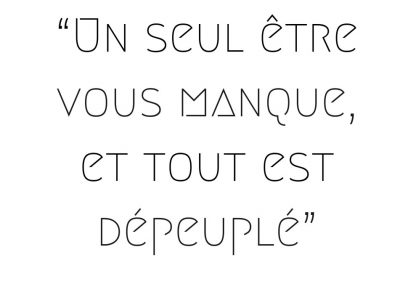 “Un seul être
vous manque,
et tout est
dépeuplé”